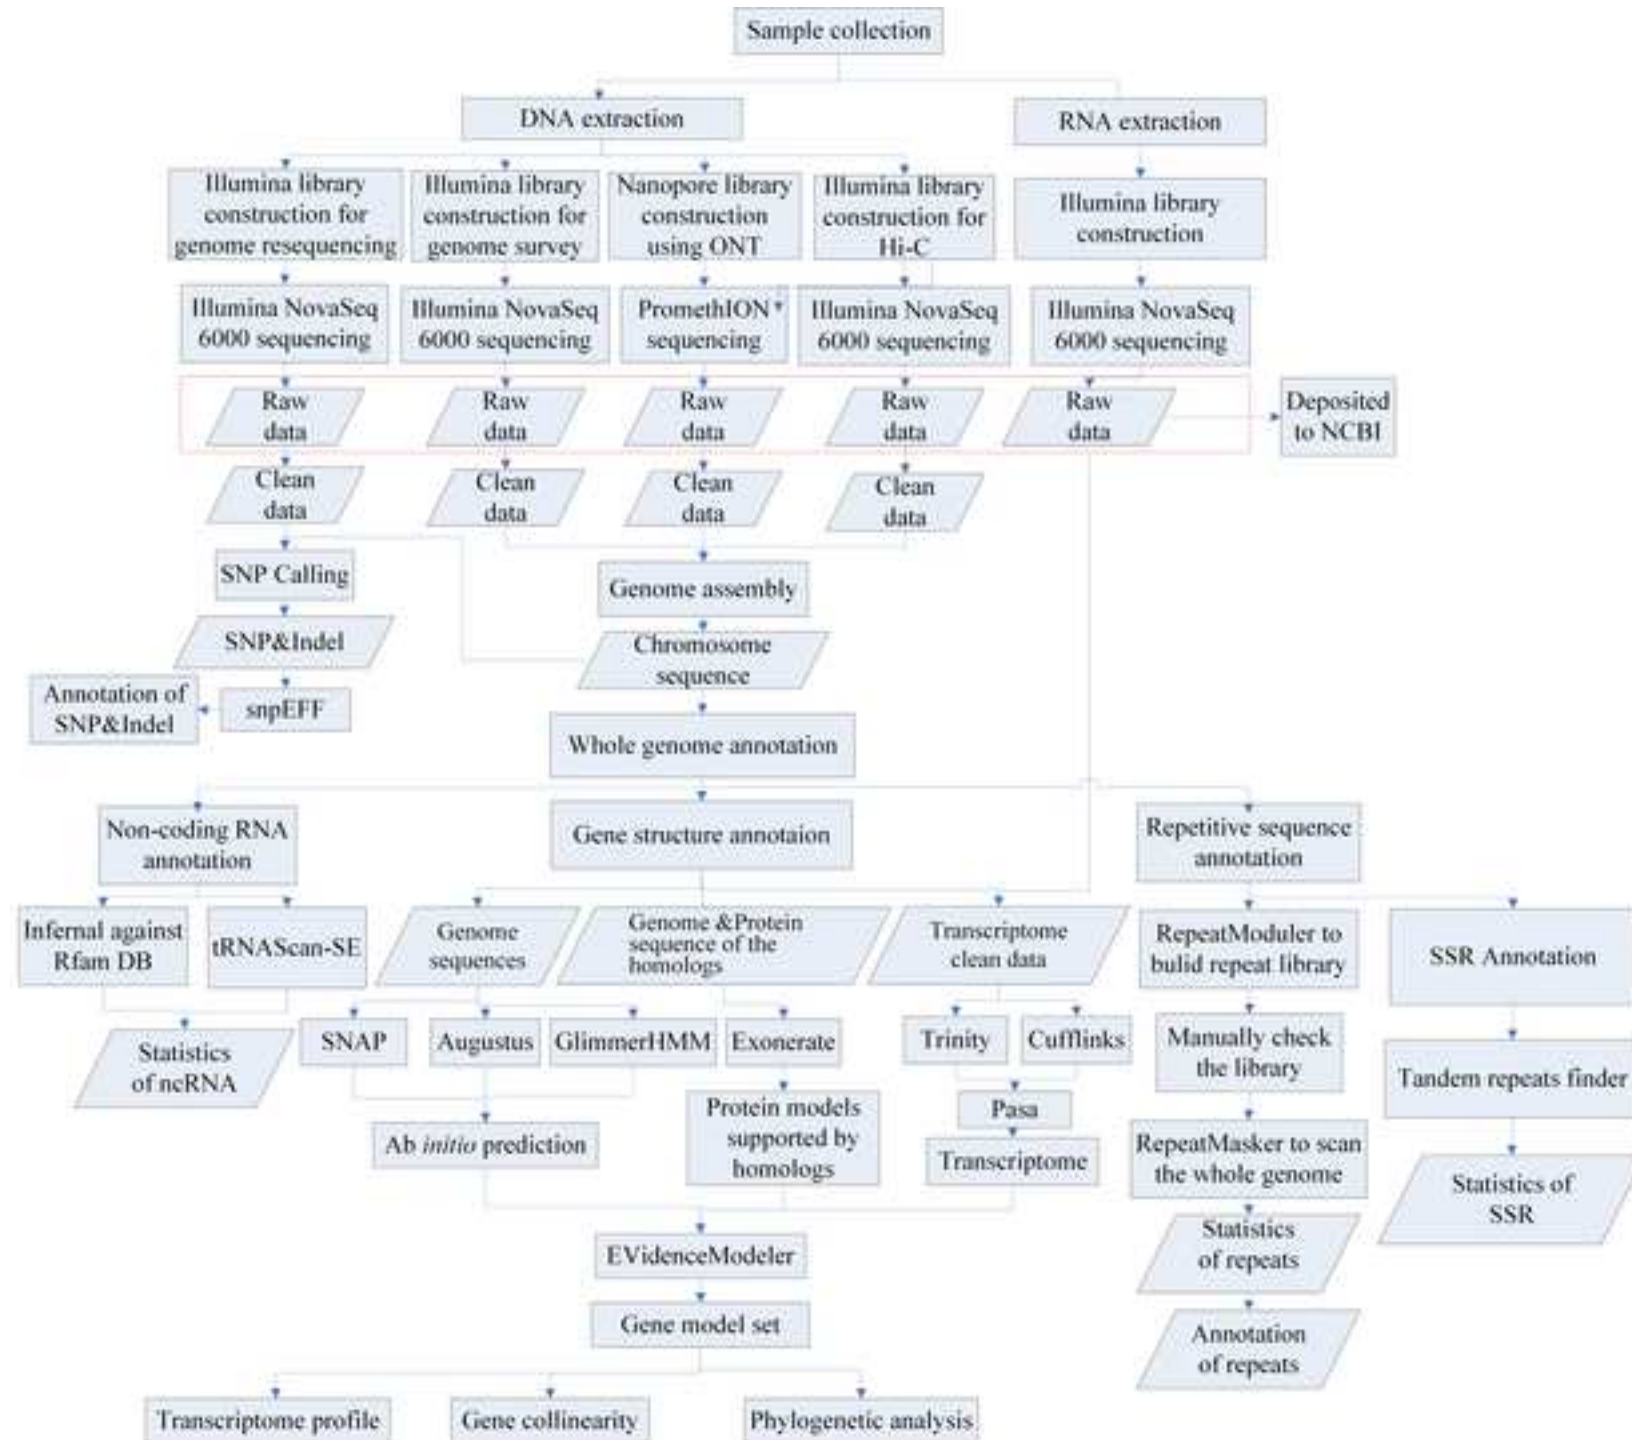 Sample collection
DNA extraction
RNA extraction
Illumina library
construction for
genome resequencing
Illumina library
construction for
genome survey
Nanopore library
construction
using ONT
Illumina library
construction for
Hi-C
Illumina library
construction
Illumina NovaSeq
6000 sequencing
Illumina NovaSeq
6000 sequencing
PromethION
sequencing
Illumina NovaSeq
6000 sequencing
Illumina NovaSeq
6000 sequencing
Raw
data
Raw
data
Raw
data
Raw
data
Raw
data
Deposited
to NCBI
Clean
data
Clean
data
Clean
data
Clean
data
SNP Calling
Genome assembly
SNP&Indel
Chromosome
sequence
Annotation of
SNP&Indel
snpEFF
Whole genome annotation
Non-coding RNA
annotation
Gene structure annotaion
Repetitive sequence
annotation
Infernal against
Rfam DB
tRNAScan-SE
Genome
sequences
Genome &Protein
sequence of the
homologs
Transcriptome
clean data
RepeatModuler to
bulid repeat library
SSR Annotation
Statistics
of ncRNA
SNAP
Augustus
GlimmerHMM
Exonerate
Trinity
Cufflinks
Manually check
the library
Tandem repeats finder
Ab initio prediction
Protein models
supported by
homologs
Pasa
Transcriptome
RepeatMasker to scan
the whole genome
Statistics of
SSR
EVidenceModeler
Statistics
of repeats
Gene model set
Annotation
of repeats
Transcriptome profile
Gene collinearity
Phylogenetic analysis